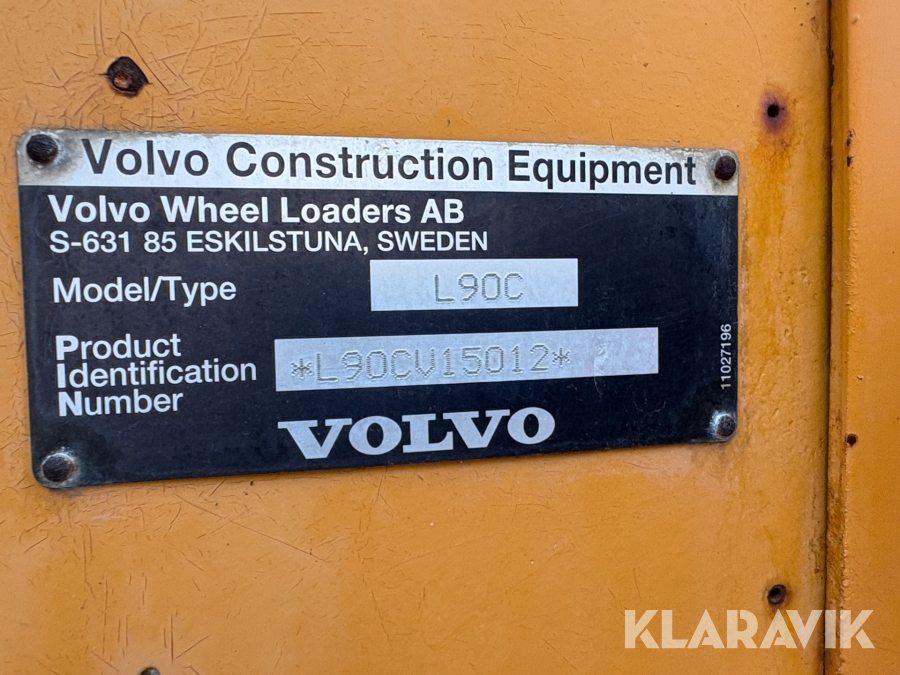 Volvo Construction Equipment
Volvo Wheel Loaders AB
S-631 85 ESKILSTUNA, SWEDEN
Model/Type L90C
Product
Identification
Number
*L90CV15012*
11027196
VOLVO
KLARAVIK